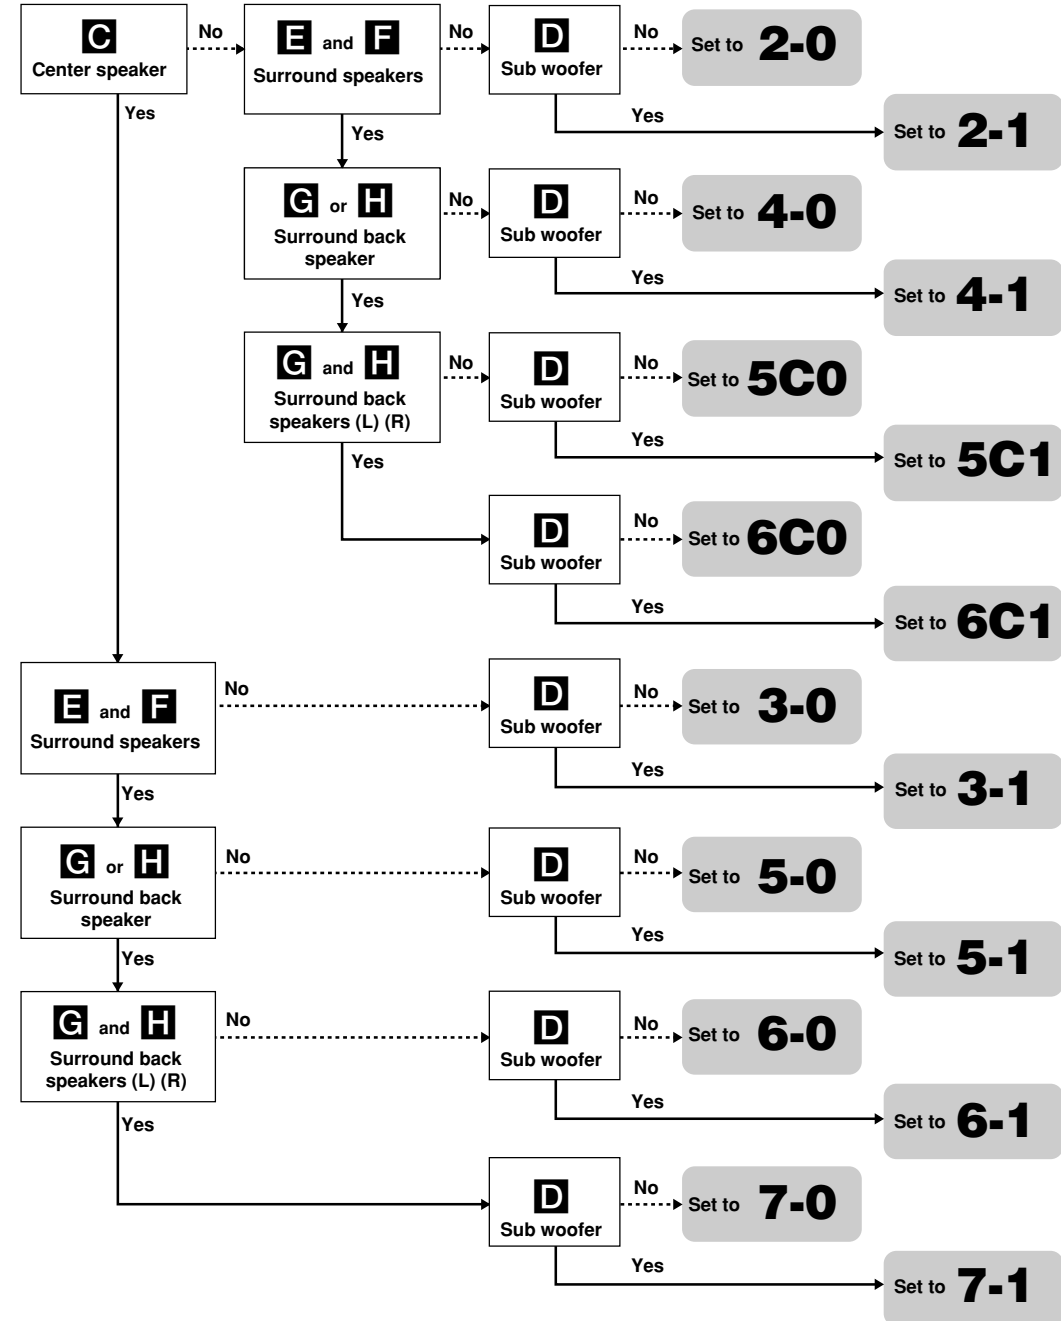 C
Center speaker
No
E and F
Surround speakers
No
D
Sub woofer
No
Set to 2-0
Yes
Set to 2-1
Yes
Yes
G or H
Surround back
speaker
No
D
Sub woofer
No
Set to 4-0
Yes
Set to 4-1
Yes
G and H
Surround back
speakers (L) (R)
No
D
Sub woofer
No
Set to 5C0
Yes
Set to 5C1
Yes
D
Sub woofer
No
Set to 6C0
Yes
Set to 6C1
E and F
Surround speakers
No
D
Sub woofer
No
Set to 3-0
Yes
Set to 3-1
Yes
G or H
Surround back
speaker
No
D
Sub woofer
No
Set to 5-0
Yes
Set to 5-1
Yes
G and H
Surround back
speakers (L) (R)
No
D
Sub woofer
No
Set to 6-0
Yes
Set to 6-1
Yes
D
Sub woofer
No
Set to 7-0
Yes
Set to 7-1